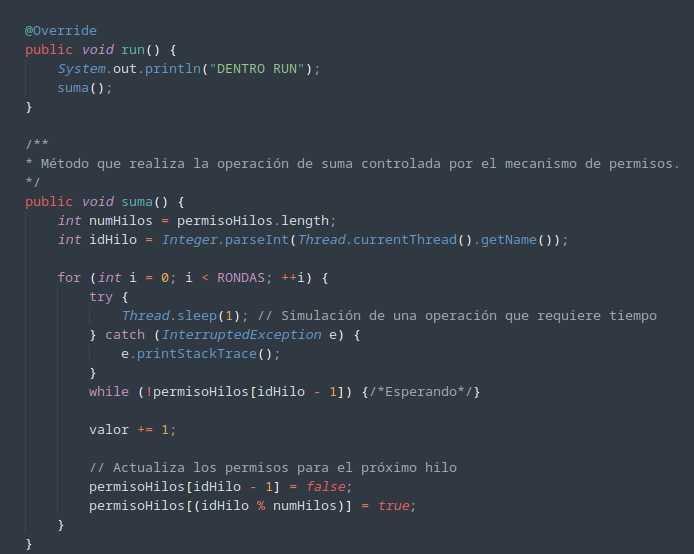 @Override
public void run() {
System.out.println("DENTRO RUN");
suma();
}
/**
* Método que realiza la operación de suma controlada por el mecanismo de permisos.
*/
public void suma() {
int numHilos = permisoHilos.length;
int idHilo = Integer.parseInt(Thread.currentThread().getName());
for (int i = 0; i < RONDAS; ++i) {
try {
Thread.sleep(1); // Simulación de una operación que requiere tiempo
} catch (InterruptedException e) {
e.printStackTrace();
}
while (!permisoHilos[idHilo - 1]) {/*Esperando*/}
valor += 1;
// Actualiza los permisos para el próximo hilo
permisoHilos[idHilo - 1] = false;
permisoHilos[(idHilo % numHilos)] = true;
}
}